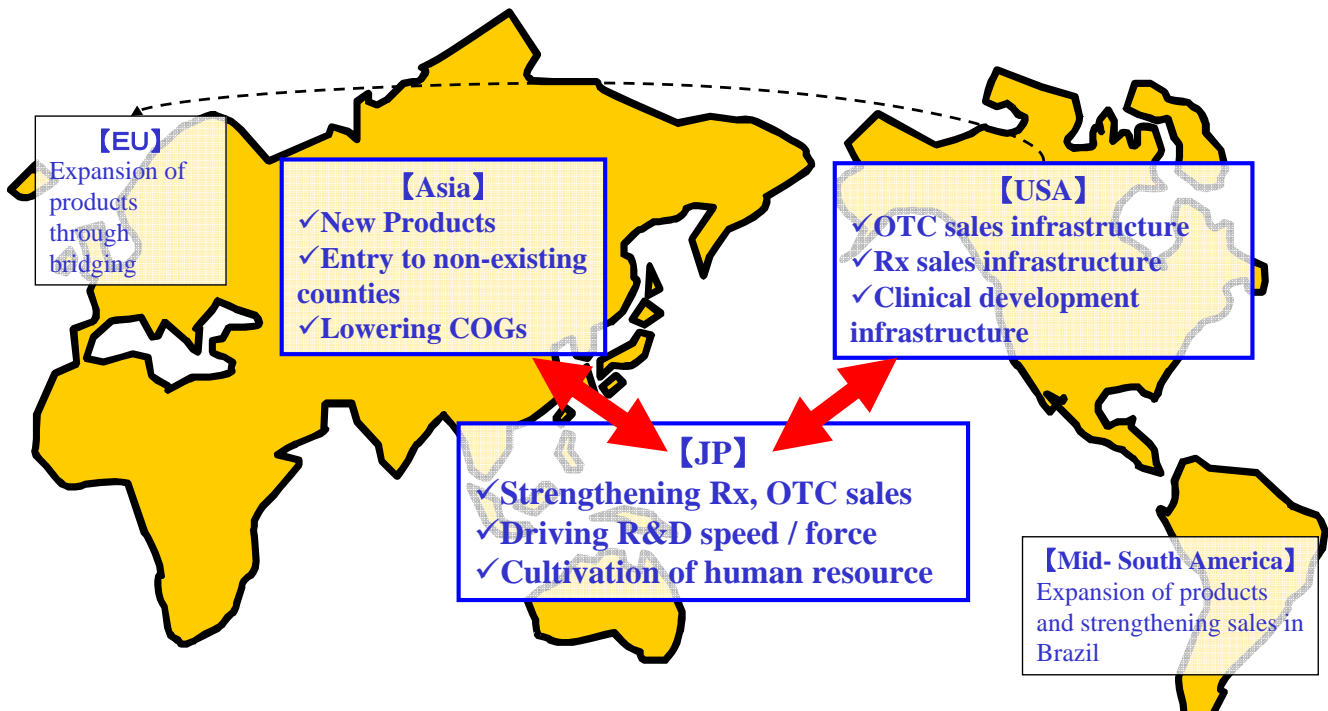 【EU】
Expansion of
products
through
bridging
【Asia】
✓New Products
✓Entry to non-existing
counties
✓Lowering COGs
【USA】
✓OTC sales infrastructure
✓Rx sales infrastructure
✓Clinical development
infrastructure
【JP】
✓Strengthening Rx, OTC sales
✓Driving R&D speed / force
✓Cultivation of human resource
【Mid- South America】
Expansion of products
and strengthening sales in
Brazil